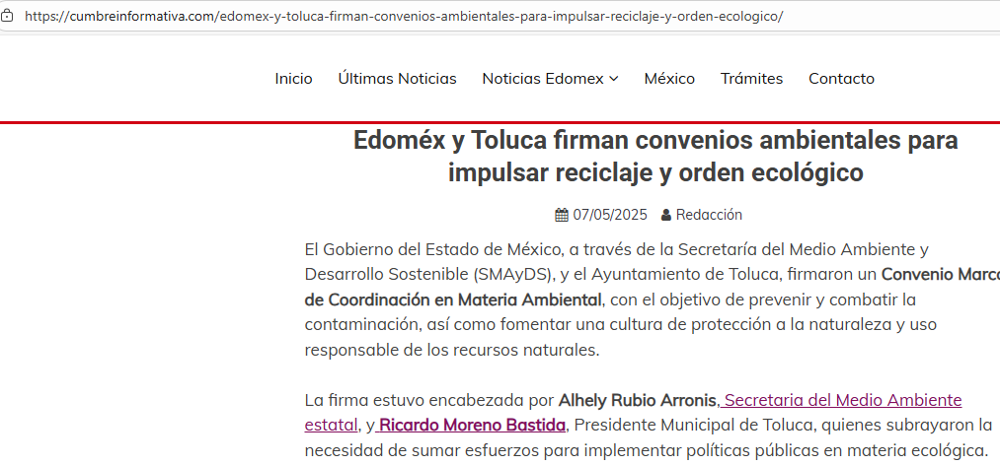 https://cumbreinformativa.com/edomex-y-toluca-firman-convenios-ambientales-para-impulsar-reciclaje-y-orden-ecologico/
Inicio Últimas Noticias Noticias Edomex México Trámites Contacto
Edoméx y Toluca firman convenios ambientales para
impulsar reciclaje y orden ecológico
07/05/2025 Redacción
El Gobierno del Estado de México, a través de la Secretaría del Medio Ambiente y
Desarrollo Sostenible (SMAyDS), y el Ayuntamiento de Toluca, firmaron un Convenio Marco
de Coordinación en Materia Ambiental, con el objetivo de prevenir y combatir la
contaminación, así como fomentar una cultura de protección a la naturaleza y uso
responsable de los recursos naturales.
La firma estuvo encabezada por Alhely Rubio Arronis, Secretaria del Medio Ambiente
estatal, y Ricardo Moreno Bastida, Presidente Municipal de Toluca, quienes subrayaron la
necesidad de sumar esfuerzos para implementar políticas públicas en materia ecológica.